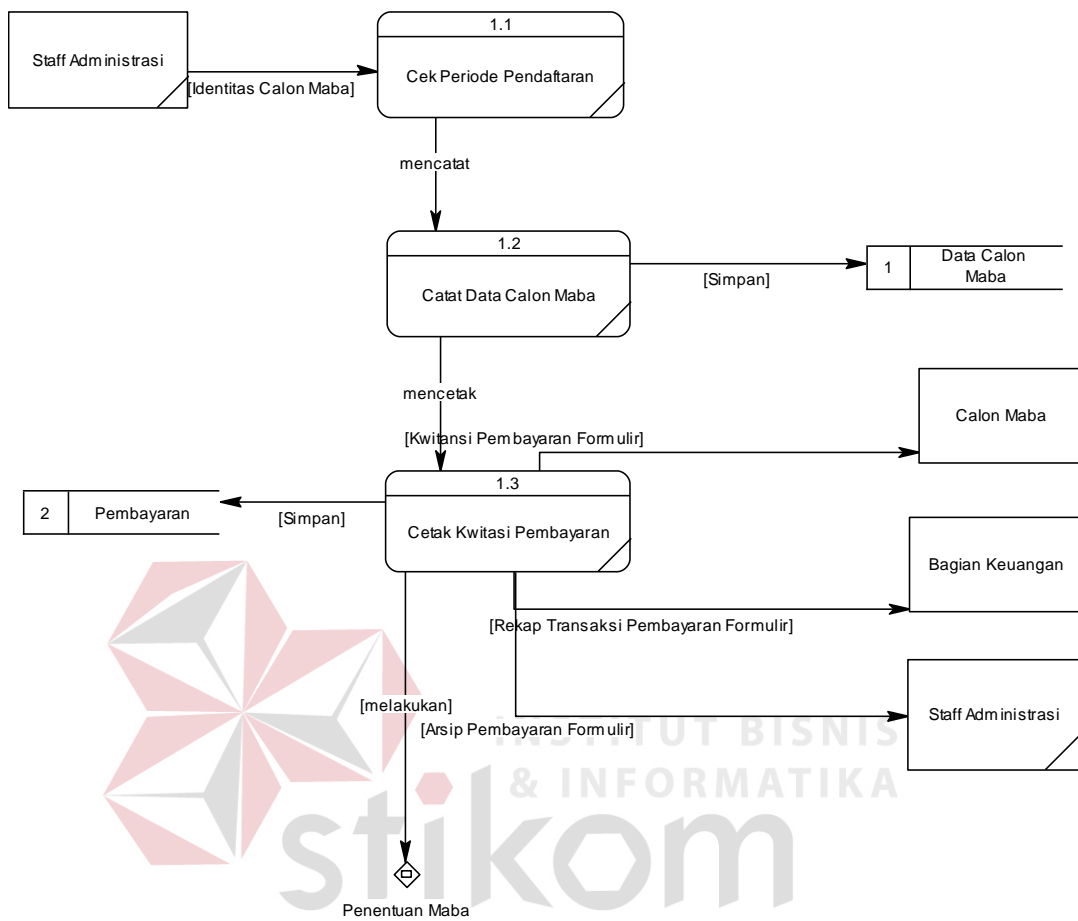 Staff Administrasi
[Identitas Calon Maba]
1.1
Cek Periode Pendaftaran
mencatat
1.2
Catat Data Calon Maba
[Simpan]
1
Data Calon
Maba
mencetak
[Kwitansi Pembayaran Formulir]
Calon Maba
1.3
Cetak Kwitasi Pembayaran
[Simpan]
2
Pembayaran
Bagian Keuangan
[Rekap Transaksi Pembayaran Formulir]
[melakukan]
[Arsip Pembayaran Formulir]
Staff Administrasi
INSTITUT BISNIS
& INFORMATIKA
stikom
Penentuan Maba